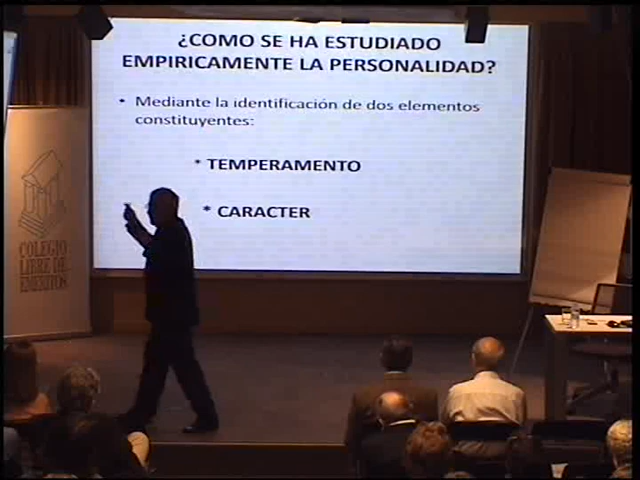 ¿COMO SE HA ESTUDIADO
EMPIRICAMENTE LA PERSONALIDAD?
• Mediante la identificación de dos elementos
constituyentes:
* TEMPERAMENTO
* CARACTER
COLEGIO
LIBRE DE
EMERITOS